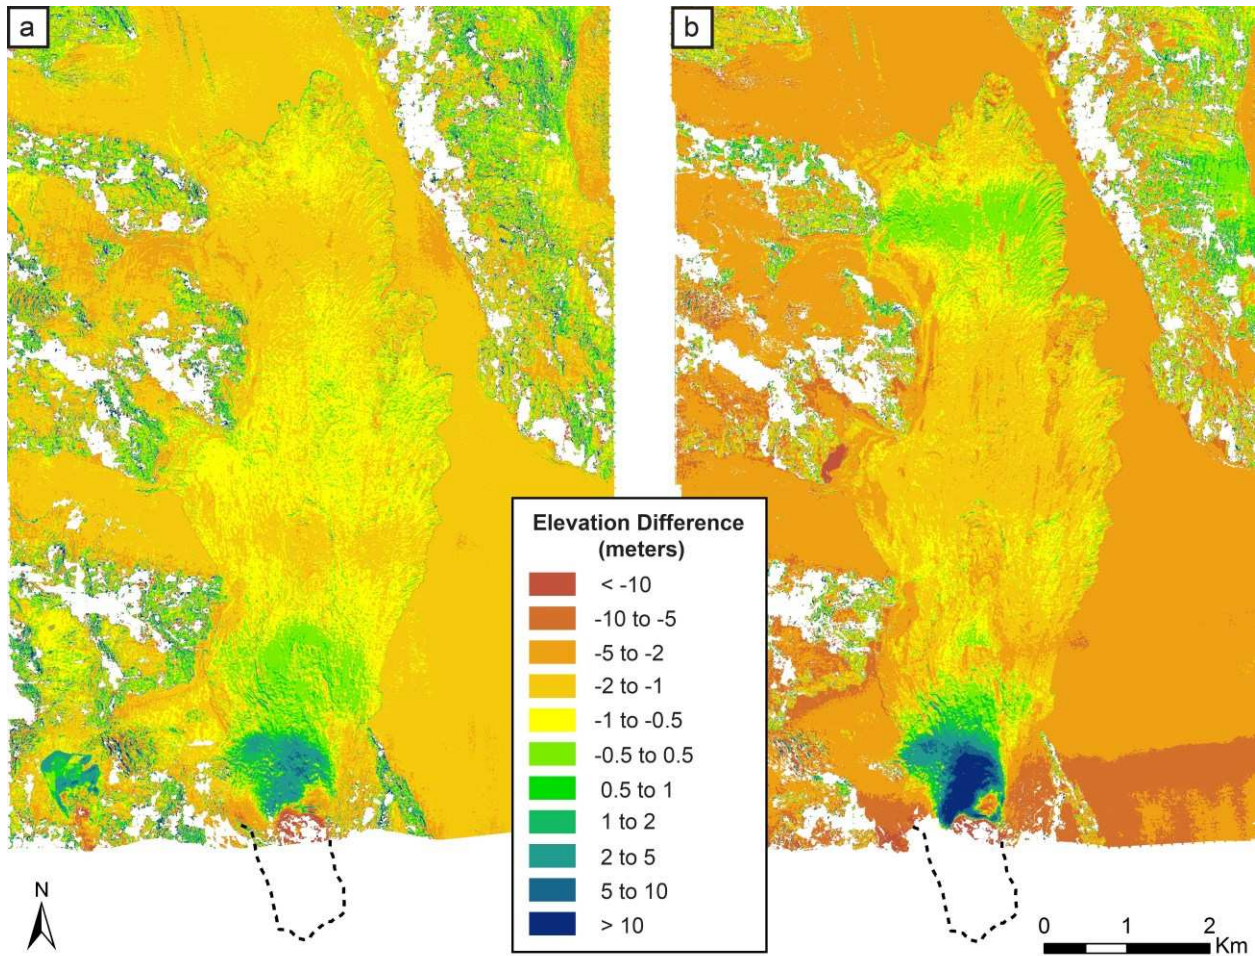 a
b
Elevation Difference
(meters)
< -10
-10 to -5
-5 to -2
-2 to -1
-1 to -0.5
-0.5 to 0.5
0.5 to 1
1 to 2
2 to 5
5 to 10
> 10
N
0 1 2
Km